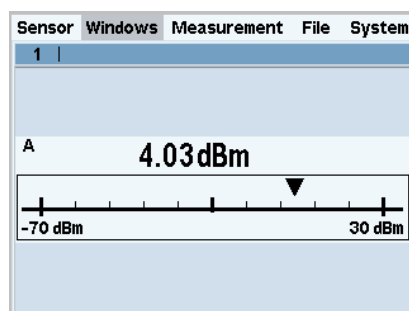 Sensor Windows Measurement File System
1
A
4.03dBm
-70 dBm 30 dBm